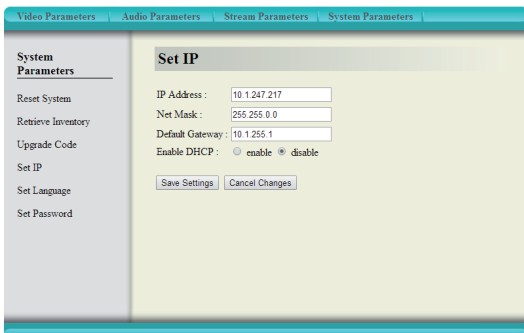 Video Parameters Audio Parameters Stream Parameters System Parameters
System
Parameters
Reset System
Retrieve Inventory
Upgrade Code
Set IP
Set Language
Set Password
Set IP
IP Address : 10.1.247.217
Net Mask : 255.255.0.0
Default Gateway : 10.1.255.1
Enable DHCP : enable disable
Save Settings Cancel Changes